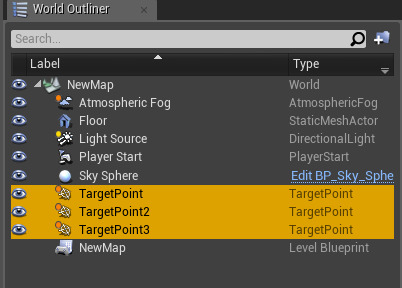 World Outliner
Search...
Label Type
NewMap World
Atmospheric Fog AtmosphericFog
Floor StaticMeshActor
Light Source DirectionalLight
Player Start PlayerStart
Sky Sphere Edit BP_Sky_Sphe
TargetPoint TargetPoint
TargetPoint2 TargetPoint
TargetPoint3 TargetPoint
NewMap Level Blueprint